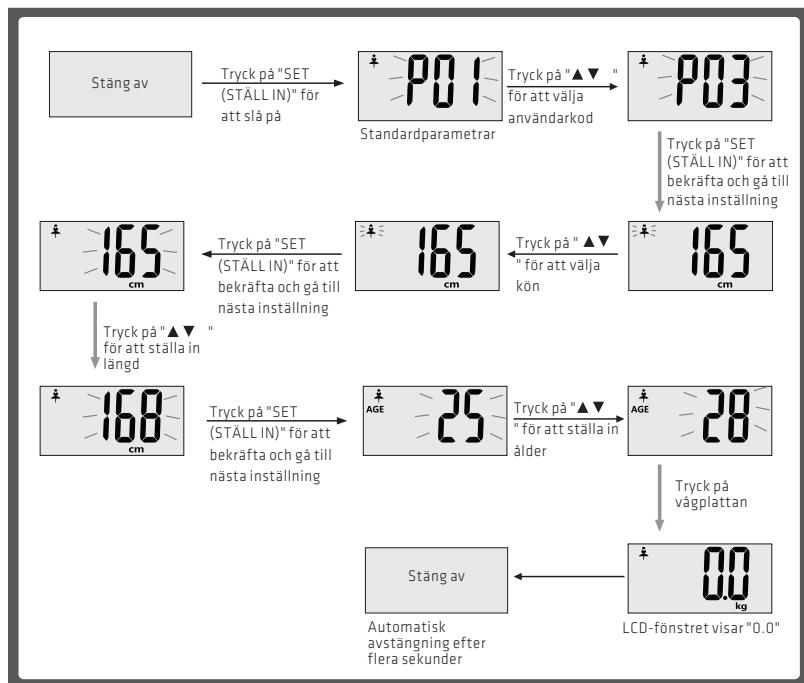 Stäng av
Tryck på "SET
(STÄLL IN)" för
att slå på
P01
Standardparametrar
Tryck på "▲▼ "
för att välja
användarkod
P03
Tryck på "SET
(STÄLL IN)" för att
bekräfta och gå till
nästa inställning
165
cm
Tryck på " ▲▼
" för att välja
kön
165
cm
Tryck på "SET
(STÄLL IN)" för att
bekräfta och gå till
nästa inställning
165
cm
Tryck på "▲▼ "
för att ställa in
längd
168
cm
Tryck på "SET
(STÄLL IN)" för att
bekräfta och gå till
nästa inställning
AGE
25
Tryck på "▲▼
" för att ställa in
ålder
AGE
28
Tryck på
vågplattan
0.0
kg
LCD-fönstret visar "0.0"
Stäng av
Automatisk
avstängning efter
flera sekunder